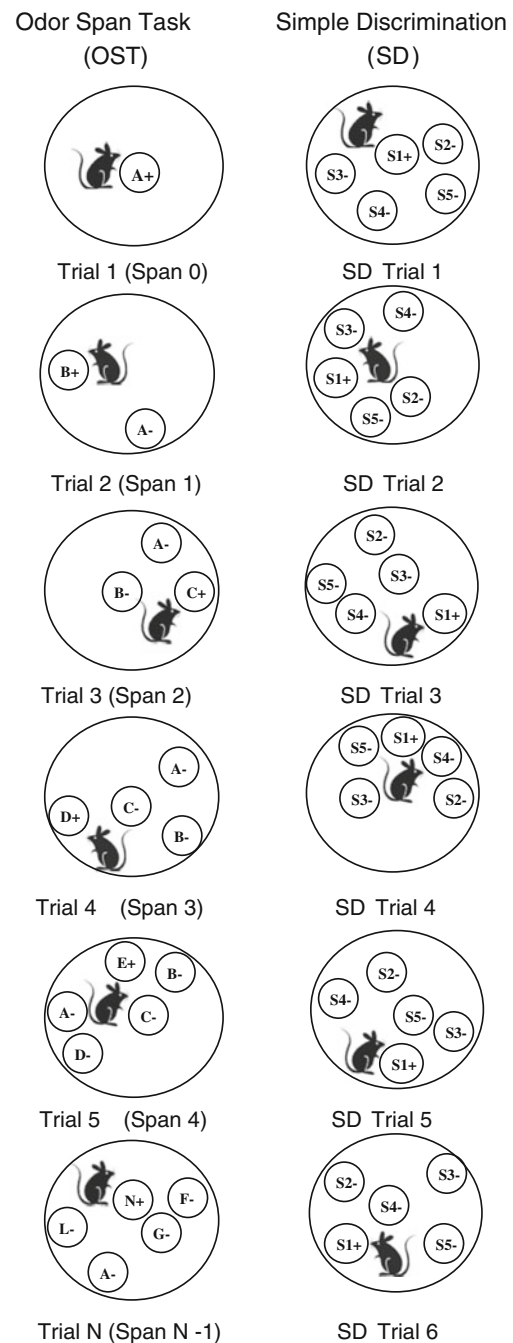 Odor Span Task
(OST)
Simple Discrimination
(SD)
A+
S1+
S2-
S3-
S4-
S5-
Trial 1 (Span 0)
SD Trial 1
B+
A-
S4-
S3-
S1+
S2-
S5-
Trial 2 (Span 1)
SD Trial 2
A-
B-
C+
S2-
S3-
S5-
S4-
S1+
Trial 3 (Span 2)
SD Trial 3
A-
C-
D+
B-
S1+
S5-
S4-
S3-
S2-
Trial 4 (Span 3)
SD Trial 4
E+
B-
A-
C-
D-
S2-
S4-
S5-
S3-
S1+
Trial 5 (Span 4)
SD Trial 5
N+
F-
L-
G-
A-
S3-
S2-
S4-
S1+
S5-
Trial N (Span N -1)
SD Trial 6